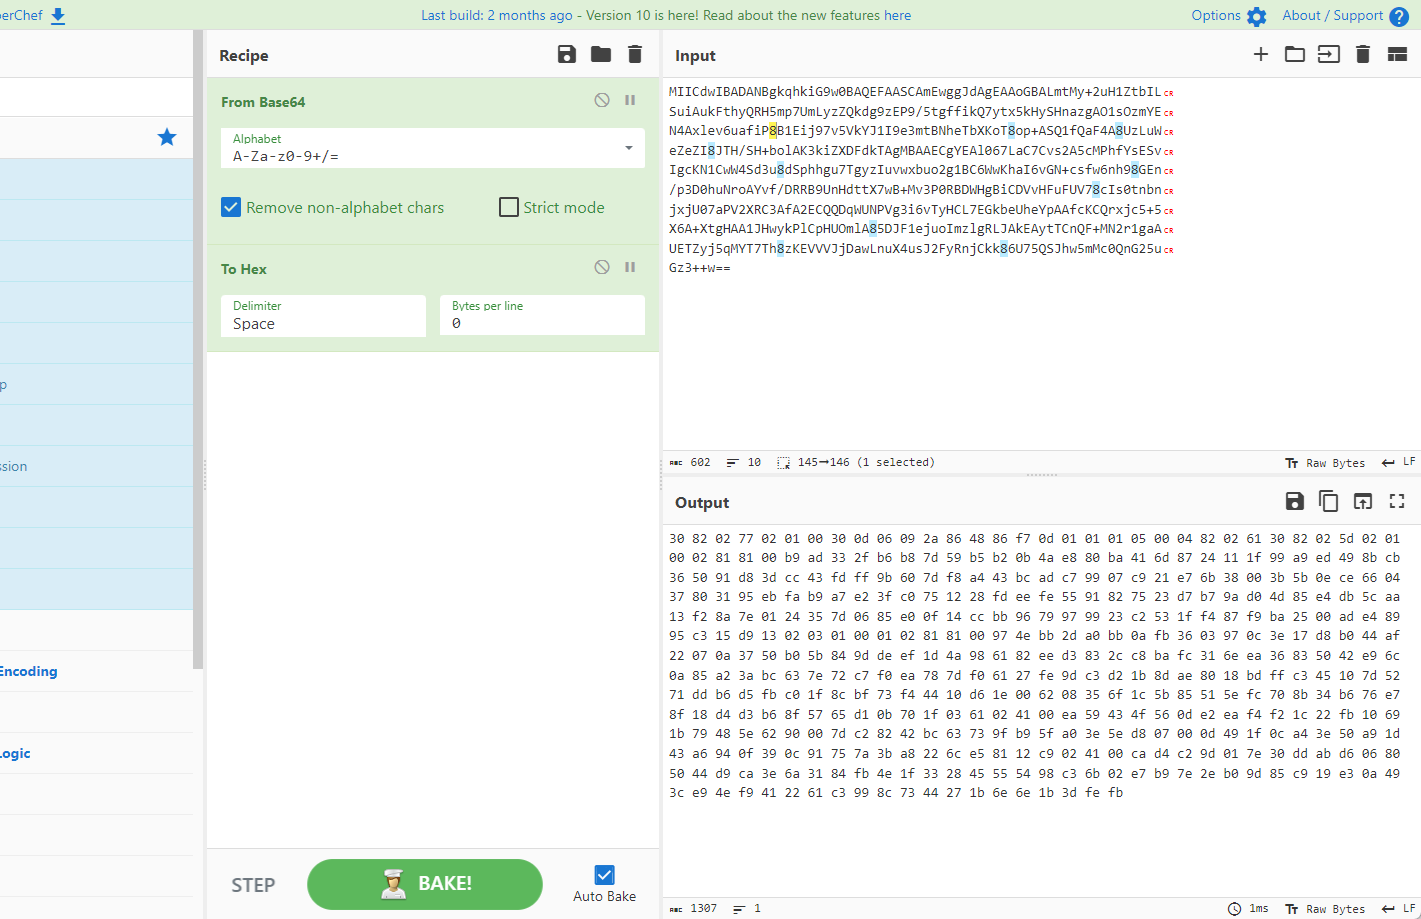 erChef
Last build: 2 months ago - Version 10 is here! Read about the new features here
Options
About / Support
Recipe
From Base64
Alphabet
A-Za-z0-9+/=
Remove non-alphabet chars
Strict mode
To Hex
Delimiter
Space
Bytes per line
0
p
ssion
Encoding
Logic
STEP
BAKE!
Auto Bake
Input
MIICdwIBADANBgkqhkiG9w0BAQEFAASCAmEwggJdAgEAAoGBALmtMy+2uH1ZtbIL CR
SuiAukFthyQRH5mp7UmLyzZQkdg9zEP9/5tgffikQ7ytx5kHySHnazgAO1sOzmYE CR
N4Axlev6uafiP8B1Eij97v5VkYJ1I9e3mtBNheTbXKoT8op+ASQ1fQaF4A8UzLuW CR
eZeZI8JTH/SH+bolAK3kiZXDFdkTAgMBAAECgYEAl067LaC7Cvs2A5cMPhfYsESv CR
IgcKN1CwW4Sd3u8dSphhgu7TgyzIuvwxbuo2g1BC6WwKhaI6vGN+csfw6nh98GEn CR
/p3D0huNroAYvf/DRRB9UnHdttX7wB+Mv3P0RBDWHgBiCDVvHFuFUV78cIs0tnbn CR
jxjU07aPV2XRC3AfA2ECQQDqWUNPVg3i6vTyHCL7EGkbeUheYpAAfcKCQrxjc5+5 CR
X6A+XtgHAA1JHwykPlCpHUOmlA85DJF1ejuoImzlgRLJAkEAytTCnQF+MN2r1gaA CR
UETZyj5qMYT7Th8zKEVVVJjDawLnuX4usJ2FyRnjCkk86U75QSJhw5mMc0QnG25u CR
Gz3++w==
ABC 602 10 145→146 (1 selected)
Raw Bytes LF
Output
30 82 02 77 02 01 00 30 0d 06 09 2a 86 48 86 f7 0d 01 01 01 05 00 04 82 02 61 30 82 02 5d 02 01
00 02 81 81 00 b9 ad 33 2f b6 b8 7d 59 b5 b2 0b 4a e8 80 ba 41 6d 87 24 11 1f 99 a9 ed 49 8b cb
36 50 91 d8 3d cc 43 fd ff 9b 60 7d f8 a4 43 bc ad c7 99 07 c9 21 e7 6b 38 00 3b 5b 0e ce 66 04
37 80 31 95 eb fa b9 a7 e2 3f c0 75 12 28 fd ee fe 55 91 82 75 23 d7 b7 9a d0 4d 85 e4 db 5c aa
13 f2 8a 7e 01 24 35 7d 06 85 e0 0f 14 cc bb 96 79 97 99 23 c2 53 1f f4 87 f9 ba 25 00 ad e4 89
95 c3 15 d9 13 02 03 01 00 01 02 81 81 00 97 4e bb 2d a0 bb 0a fb 36 03 97 0c 3e 17 d8 b0 44 af
22 07 0a 37 50 b0 5b 84 9d de ef 1d 4a 98 61 82 ee d3 83 2c c8 ba fc 31 6e ea 36 83 50 42 e9 6c
0a 85 a2 3a bc 63 7e 72 c7 f0 ea 78 7d f0 61 27 fe 9d c3 d2 1b 8d ae 80 18 bd ff c3 45 10 7d 52
71 dd b6 d5 fb c0 1f 8c bf 73 f4 44 10 d6 1e 00 62 08 35 6f 1c 5b 85 51 5e fc 70 8b 34 b6 76 e7
8f 18 d4 d3 b6 8f 57 65 d1 0b 70 1f 03 61 02 41 00 ea 59 43 4f 56 0d e2 ea f4 f2 1c 22 fb 10 69
1b 79 48 5e 62 90 00 7d c2 82 42 bc 63 73 9f b9 5f a0 3e 5e d8 07 00 0d 49 1f 0c a4 3e 50 a9 1d
43 a6 94 0f 39 0c 91 75 7a 3b a8 22 6c e5 81 12 c9 02 41 00 ca d4 c2 9d 01 7e 30 dd ab d6 06 80
50 44 d9 ca 3e 6a 31 84 fb 4e 1f 33 28 45 55 54 98 c3 6b 02 e7 b9 7e 2e b0 9d 85 c9 19 e3 0a 49
3c e9 4e f9 41 22 61 c3 99 8c 73 44 27 1b 6e 6e 1b 3d fe fb
ABC 1307 1
1ms Raw Bytes LF